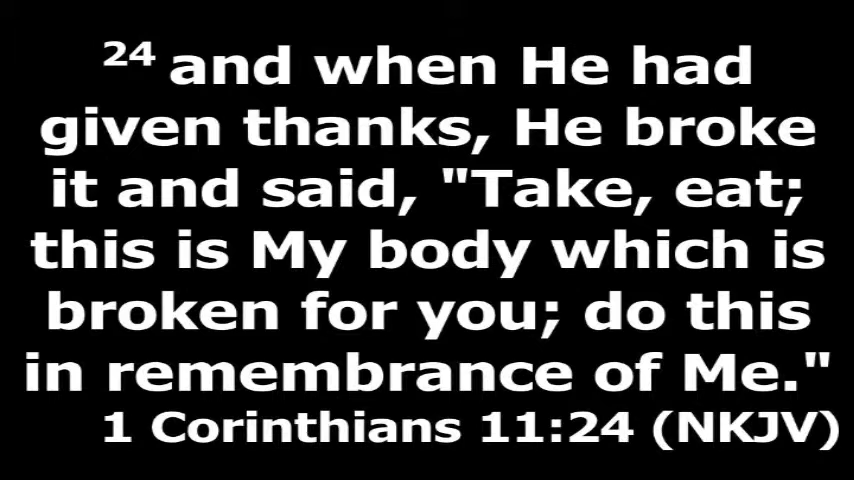 24 and when He had
given thanks, He broke
it and said, "Take, eat;
this is My body which is
broken for you; do this
in remembrance of Me."
1 Corinthians 11:24 (NKJV)